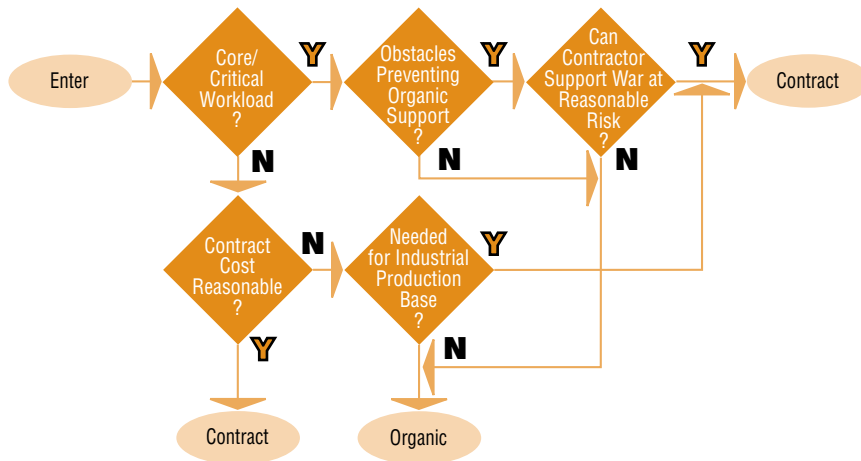 Enter
Core/
Critical
Workload
?
Y
Obstacles
Preventing
Organic
Support
?
Y
Can
Contractor
Support War at
Reasonable
Risk
?
Y
Contract
N
N
N
Contract
Cost
Reasonable
?
N
Needed
for Industrial
Production
Base
?
Y
Y
N
Contract
Organic